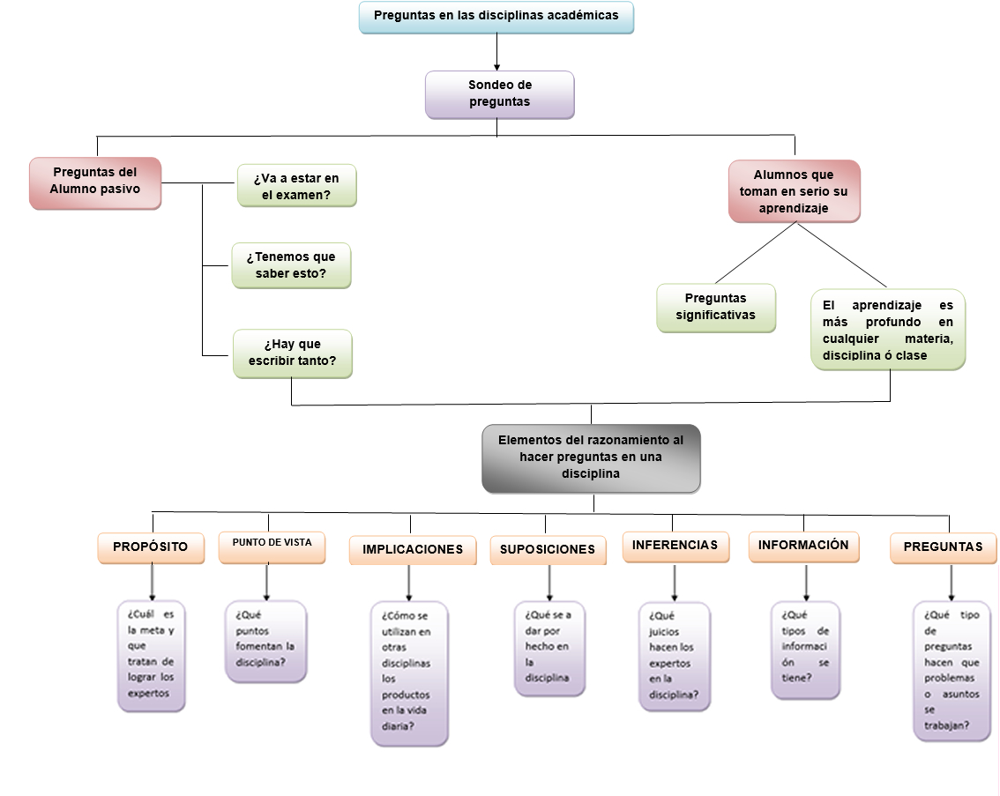 Preguntas en las disciplinas académicas
Sondeo de
preguntas
Preguntas del
Alumno pasivo
¿Va a estar en
el examen?
¿Tenemos que
saber esto?
¿Hay que
escribir tanto?
Alumnos que
toman en serio su
aprendizaje
Preguntas
significativas
El aprendizaje es
más profundo en
cualquier materia,
disciplina ó clase
Elementos del razonamiento al
hacer preguntas en una
disciplina
PROPÓSITO
PUNTO DE VISTA
IMPLICACIONES
SUPOSICIONES
INFERENCIAS
INFORMACIÓN
PREGUNTAS
¿Cuál es
la meta y
que
tratan de
lograr los
expertos
¿Qué
puntos
fomentan la
disciplina?
¿Cómo se
utilizan en
otras
disciplinas
los
productos
en la vida
diaria?
¿Qué se a
dar por
hecho en
la
disciplina
¿Qué
juicios
hacen los
expertos
en la
disciplina?
¿Qué
tipos de
informaci
ón se
tiene?
¿Qué tipo
de
preguntas
hacen que
problemas
o asuntos
se
trabajan?